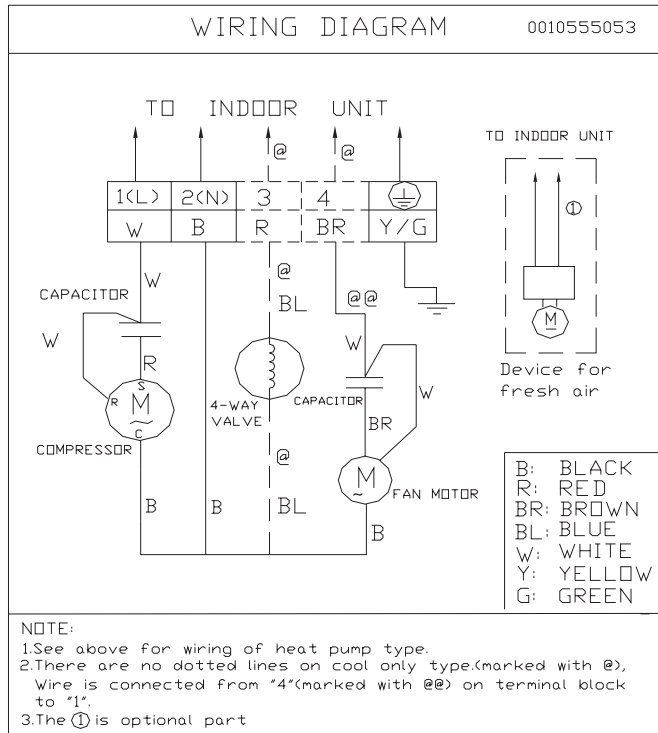 WIRING DIAGRAM 0010555053
TO INDOOR UNIT
@ @
1(L) 2(N) 3 4
W B R BR Y/G
TO INDOOR UNIT
①
M
Device for
fresh air
CAPACITOR
W
W
R
S
R M
~
C
COMPRESSOR
B
B
@
BL
4-WAY
VALVE
@
BL
@@
W
CAPACITOR
W
BR
M
~
FAN MOTOR
B
B: BLACK
R: RED
BR: BROWN
BL: BLUE
W: WHITE
Y: YELLOW
G: GREEN
NOTE:
1.See above for wiring of heat pump type.
2.There are no dotted lines on cool only type.(marked with @),
Wire is connected from "4"(marked with @@) on terminal block
to "1".
3.The ① is optional part